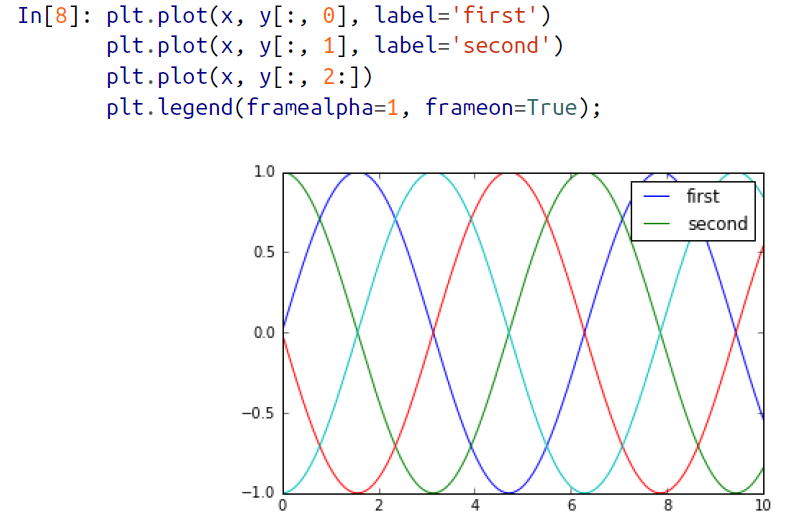 In[8]: plt.plot(x, y[:, 0], label='first')
plt.plot(x, y[:, 1], label='second')
plt.plot(x, y[:, 2:])
plt.legend(framealpha=1, frameon=True);
1.0
first
second
0.5
0.0
−0.5
−1.0
0 2 4 6 8 10